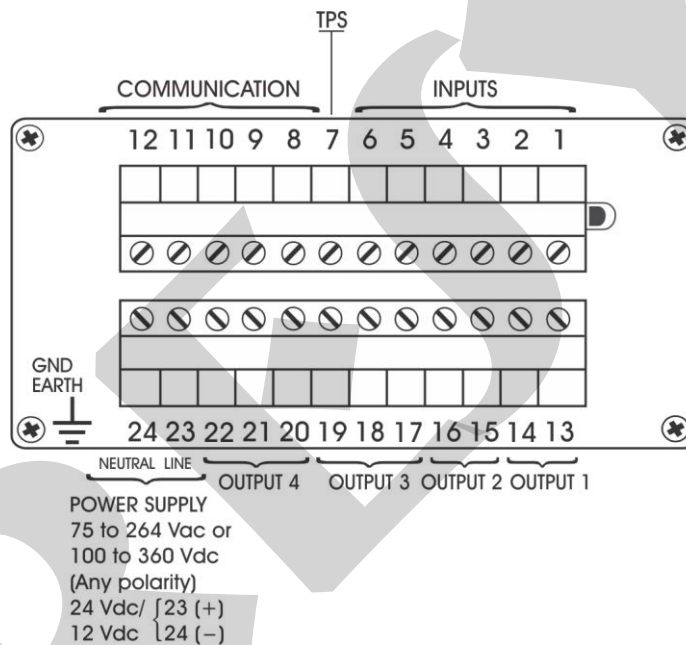 TPS
COMMUNICATION INPUTS
12 11 10 9 8 7 6 5 4 3 2 1
GND
EARTH
24 23 22 21 20 19 18 17 16 15 14 13
NEUTRAL LINE OUTPUT 4 OUTPUT 3 OUTPUT 2 OUTPUT 1
POWER SUPPLY
75 to 264 Vac or
100 to 360 Vdc
(Any polarity)
24 Vdc/ 23 (+)
12 Vdc 24 (−)